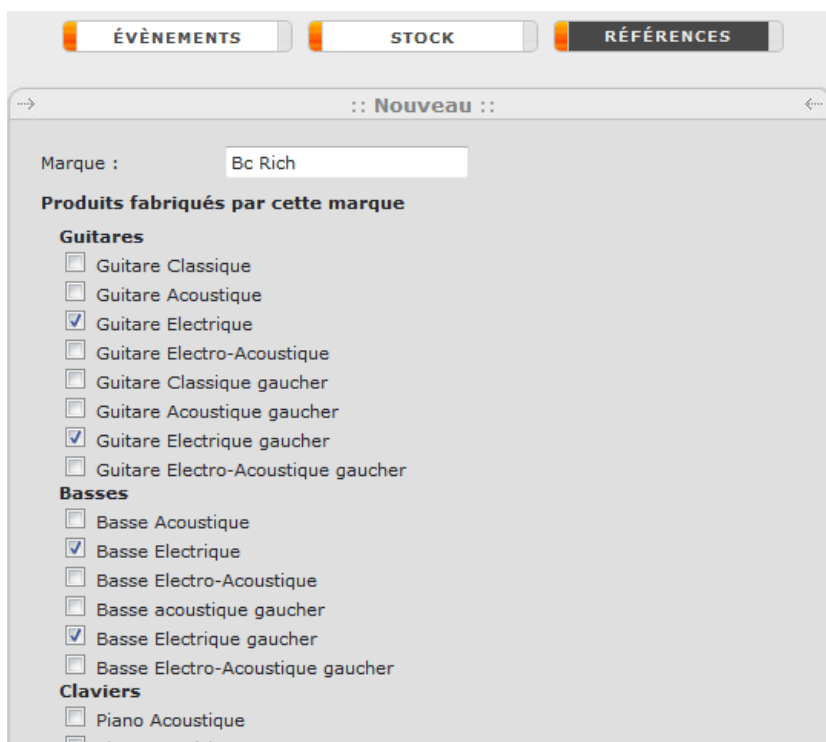 ÉVÈNEMENTS STOCK RÉFÉRENCES
:: Nouveau ::
Marque : Bc Rich
Produits fabriqués par cette marque
Guitares
Guitare Classique
Guitare Acoustique
Guitare Electrique
Guitare Electro-Acoustique
Guitare Classique gaucher
Guitare Acoustique gaucher
Guitare Electrique gaucher
Guitare Electro-Acoustique gaucher
Basses
Basse Acoustique
Basse Electrique
Basse Electro-Acoustique
Basse acoustique gaucher
Basse Electrique gaucher
Basse Electro-Acoustique gaucher
Claviers
Piano Acoustique